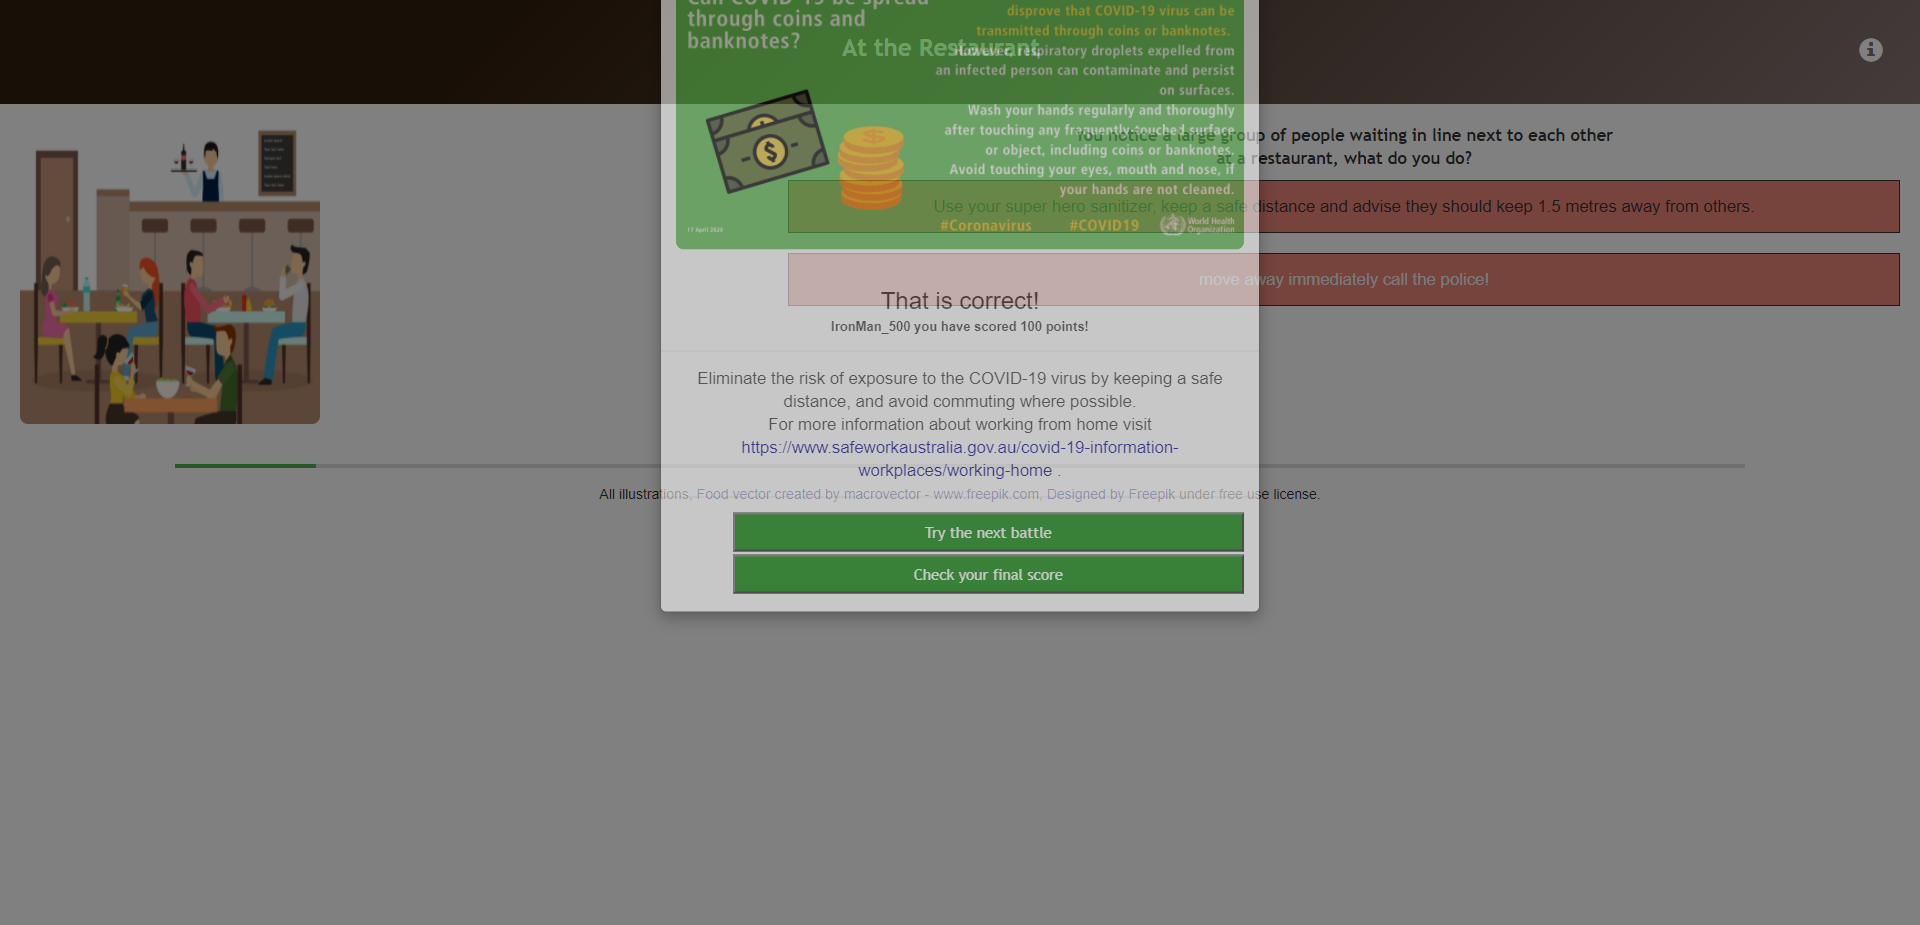 Can COVID-19 be spread
through coins and
banknotes?
disprove that COVID-19 virus can be
transmitted through coins or banknotes.
However, respiratory droplets expelled from
an infected person can contaminate and persist
on surfaces.
Wash your hands regularly and thoroughly
after touching any frequently-touched surface
or object, including coins or banknotes.
Avoid touching your eyes, mouth and nose, if
your hands are not cleaned.
17 April 2020
#Coronavirus #COVID19 World Health
Organization
At the Restaurant
You notice a large group of people waiting in line next to each other
at a restaurant, what do you do?
Use your super hero sanitizer, keep a safe distance and advise they should keep 1.5 metres away from others.
move away immediately call the police!
That is correct!
IronMan_500 you have scored 100 points!
Eliminate the risk of exposure to the COVID-19 virus by keeping a safe
distance, and avoid commuting where possible.
For more information about working from home visit
https://www.safeworkaustralia.gov.au/covid-19-information-
workplaces/working-home .
All illustrations, Food vector created by macrovector - www.freepik.com, Designed by Freepik under free use license.
Try the next battle
Check your final score